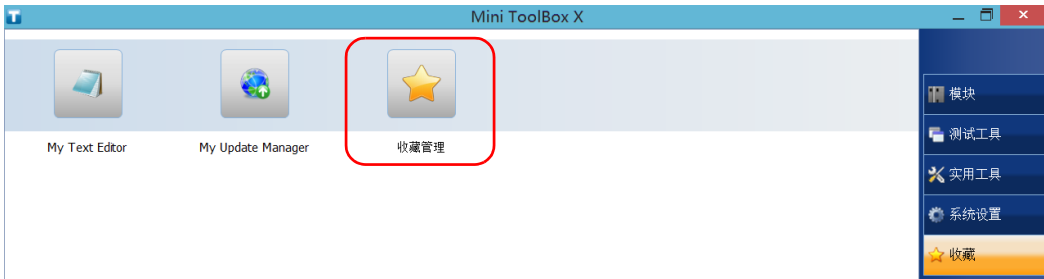 Mini ToolBox X
My Text Editor
My Update Manager
收藏管理
模块
测试工具
实用工具
系统设置
收藏